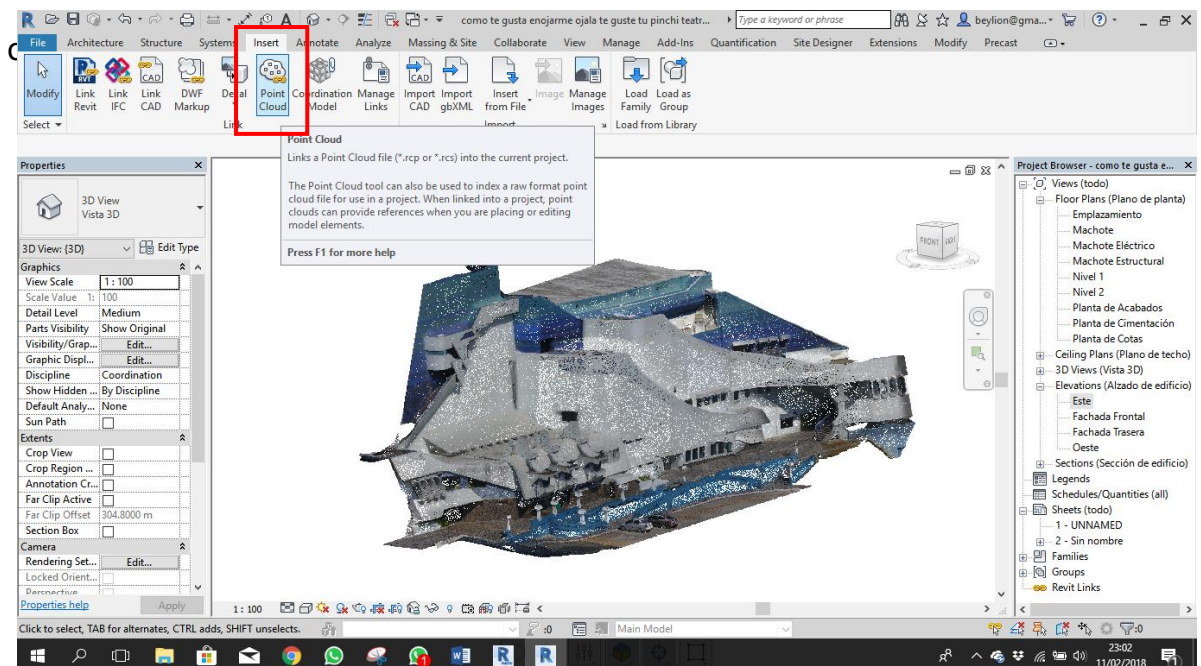 como te gusta enojarme ojala te guste tu pinchi teatr...
Type a keyword or phrase
beylion@gma...
File Architecture Structure Systems Insert Annotate Analyze Massing & Site Collaborate View Manage Add-Ins Quantification Site Designer Extensions Modify Precast
Modify
Link Revit
Link IFC
Link CAD
DWF Markup
Decal
Point Cloud
Coordination Model
Manage Links
Import CAD
Import gbXML
Insert from File
Image
Manage Images
Load Family
Load as Group
Select
Link
Import
Load from Library
Point Cloud
Links a Point Cloud file (*.rcp or *.rcs) into the current project.
The Point Cloud tool can also be used to index a raw format point
cloud file for use in a project. When linked into a project, point
clouds can provide references when you are placing or editing
model elements.
Press F1 for more help
Properties
3D View
Vista 3D
3D View: {3D}
Edit Type
Graphics
View Scale 1 : 100
Scale Value 1: 100
Detail Level Medium
Parts Visibility Show Original
Visibility/Grap... Edit...
Graphic Displ... Edit...
Discipline Coordination
Show Hidden ... By Discipline
Default Analy... None
Sun Path
Extents
Crop View
Crop Region ...
Annotation Cr...
Far Clip Active
Far Clip Offset 304.8000 m
Section Box
Camera
Rendering Set... Edit...
Locked Orient...
Perspective
Properties help
Apply
FRONT
Project Browser - como te gusta e...
Views (todo)
Floor Plans (Plano de planta)
Emplazamiento
Machote
Machote Eléctrico
Machote Estructural
Nivel 1
Nivel 2
Planta de Acabados
Planta de Cimentación
Planta de Cotas
Ceiling Plans (Plano de techo)
3D Views (Vista 3D)
Elevations (Alzado de edificio)
Este
Fachada Frontal
Fachada Trasera
Oeste
Sections (Sección de edificio)
Legends
Schedules/Quantities (all)
Sheets (todo)
1 - UNNAMED
2 - Sin nombre
Families
Groups
Revit Links
1 : 100
Click to select, TAB for alternates, CTRL adds, SHIFT unselects.
:0
Main Model
:0
23:02
11/02/2018